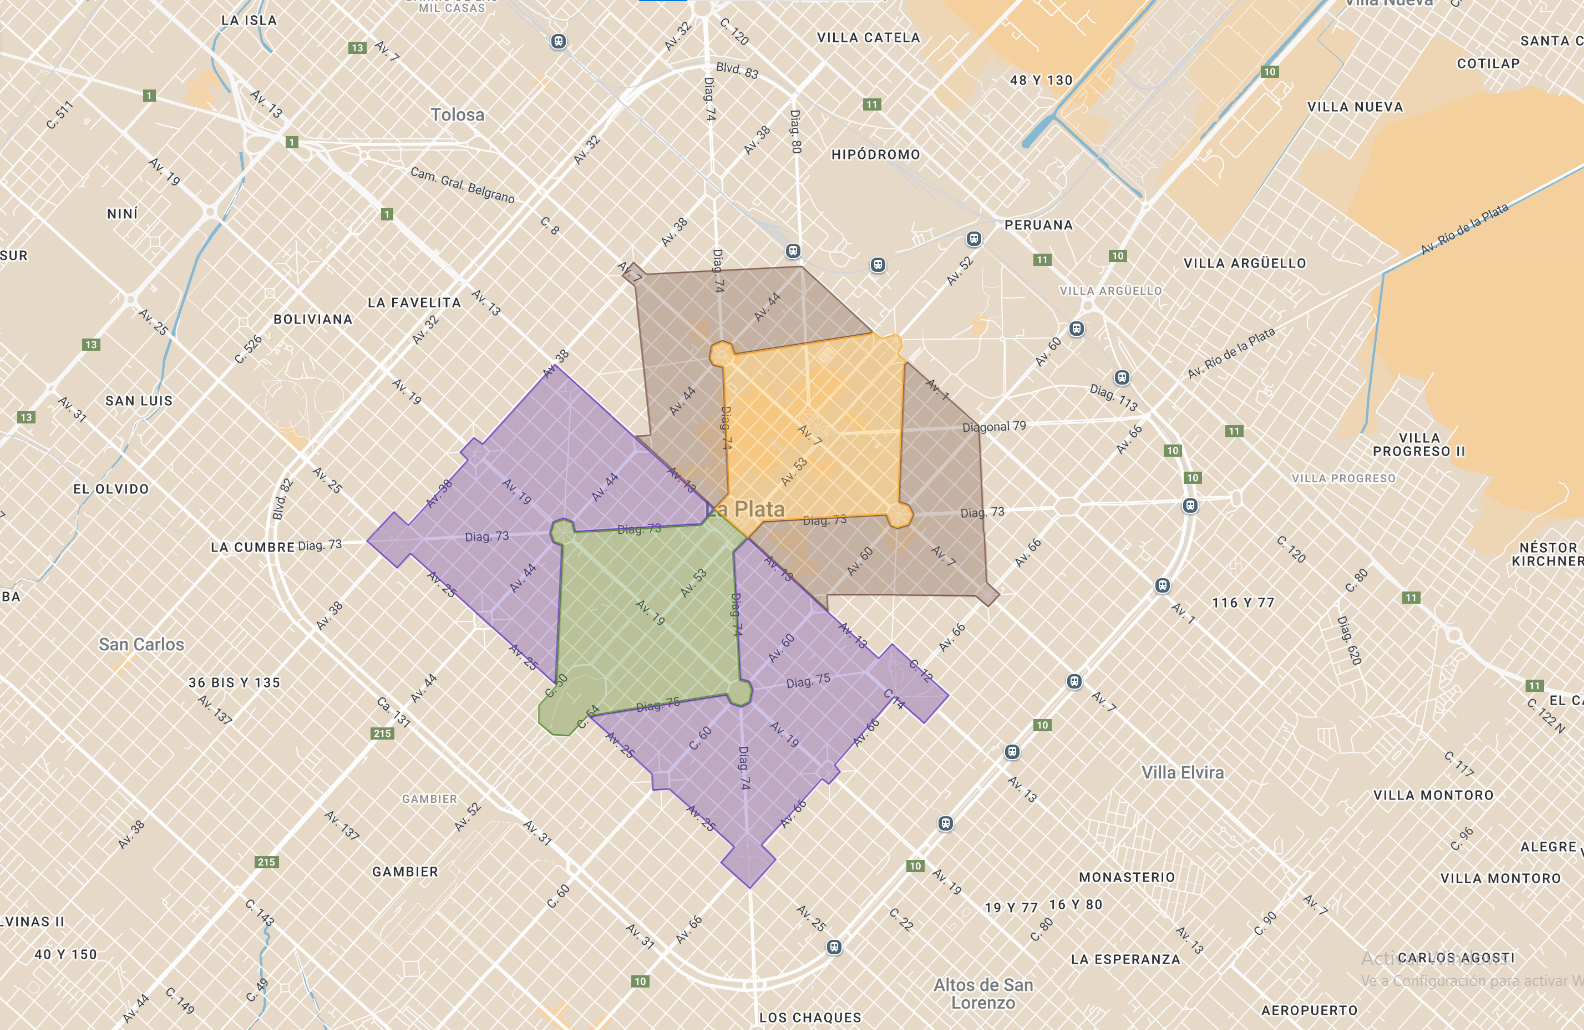 MIL CASAS
Villa Nueva
LA ISLA
Av. 32
C. 120
VILLA CATELA
SANTA C
13
Av. 7
COTILAP
Blvd. 83
10
48 Y 130
1
Av. 13
Diag. 74
11
VILLA NUEVA
C. 511
Tolosa
Diag. 80
Av. 38
1
Av. 32
HIPÓDROMO
Av. 19
Cam. Gral. Belgrano
NINÍ
1
C. 8
Av. 38
PERUANA
Av. Río de la Plata
SUR
11
10
VILLA ARGÜELLO
Av. 7
Diag. 74
Av. 52
VILLA ARGÜELLO
LA FAVELITA
Av. 13
Av. 44
BOLIVIANA
Av. 25
Av. 32
13
C. 526
Av. 60
Av. Río de la Plata
Av. 38
Av. 19
Av. 1
Diag. 113
SAN LUIS
Av. 44
Av. 31
13
Diag. 74
Av. 7
Diagonal 79
Av. 66
11
VILLA
PROGRESO II
10
Av. 53
Av. 25
Av. 13
10
VILLA PROGRESO
EL OLVIDO
Av. 38
Av. 19
Av. 44
Blvd. 82
La Plata
Diag. 73
Diag. 73
Diag. 73
Diag. 73
LA CUMBRE
Diag. 73
Av. 60
Av. 7
Av. 66
C. 120
NÉSTOR
KIRCHNER
Av. 13
Av. 44
Av. 53
Av. 25
C. 80
BA
11
116 Y 77
Av. 38
Av. 19
Diag. 74
Av. 1
Av. 13
Av. 66
San Carlos
Av. 60
Diag. 620
Av. 25
C. 12
36 BIS Y 135
C. 50
Av. 44
Diag. 75
11
Av. 137
Ca. 131
C. 54
Diag. 75
C. 14
Av. 7
EL CA
C. 122 N
215
Av. 25
C. 60
Av. 19
Av. 66
10
Diag. 74
C. 117
Villa Elvira
GAMBIER
Av. 13
VILLA MONTORO
Av. 38
Av. 137
Av. 52
Av. 31
Av. 25
Av. 66
C. 96
ALEGRE
215
10
GAMBIER
MONASTERIO
VILLA MONTORO
Av. 19
C. 60
19 Y 77
16 Y 80
Av. 7
LVINAS II
C. 143
Av. 25
C. 22
C. 80
C. 90
Av. 31
Av. 66
Av. 13
40 Y 150
LA ESPERANZA
CARLOS AGOSTI
Ve a Configuración para activar W
10
C. 49
Altos de San
Lorenzo
Av. 44
C. 149
AEROPUERTO
LOS CHAQUES